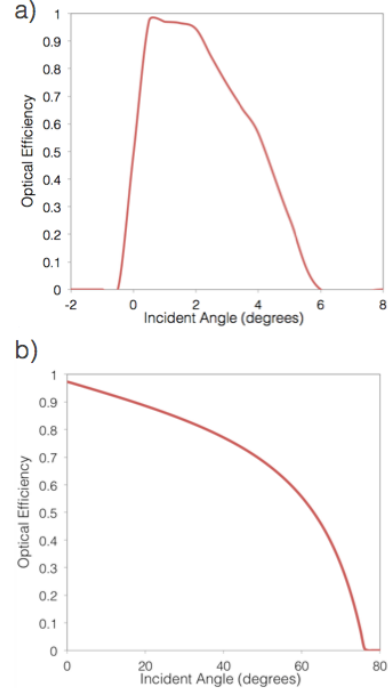 a)
1
0.9
0.8
0.7
0.6
0.5
0.4
0.3
0.2
0.1
0
Optical Efficiency
-2 0 2 4 6 8
Incident Angle (degrees)
b)
1
0.9
0.8
0.7
0.6
0.5
0.4
0.3
0.2
0.1
0
Optical Efficiency
0 20 40 60 80
Incident Angle (degrees)